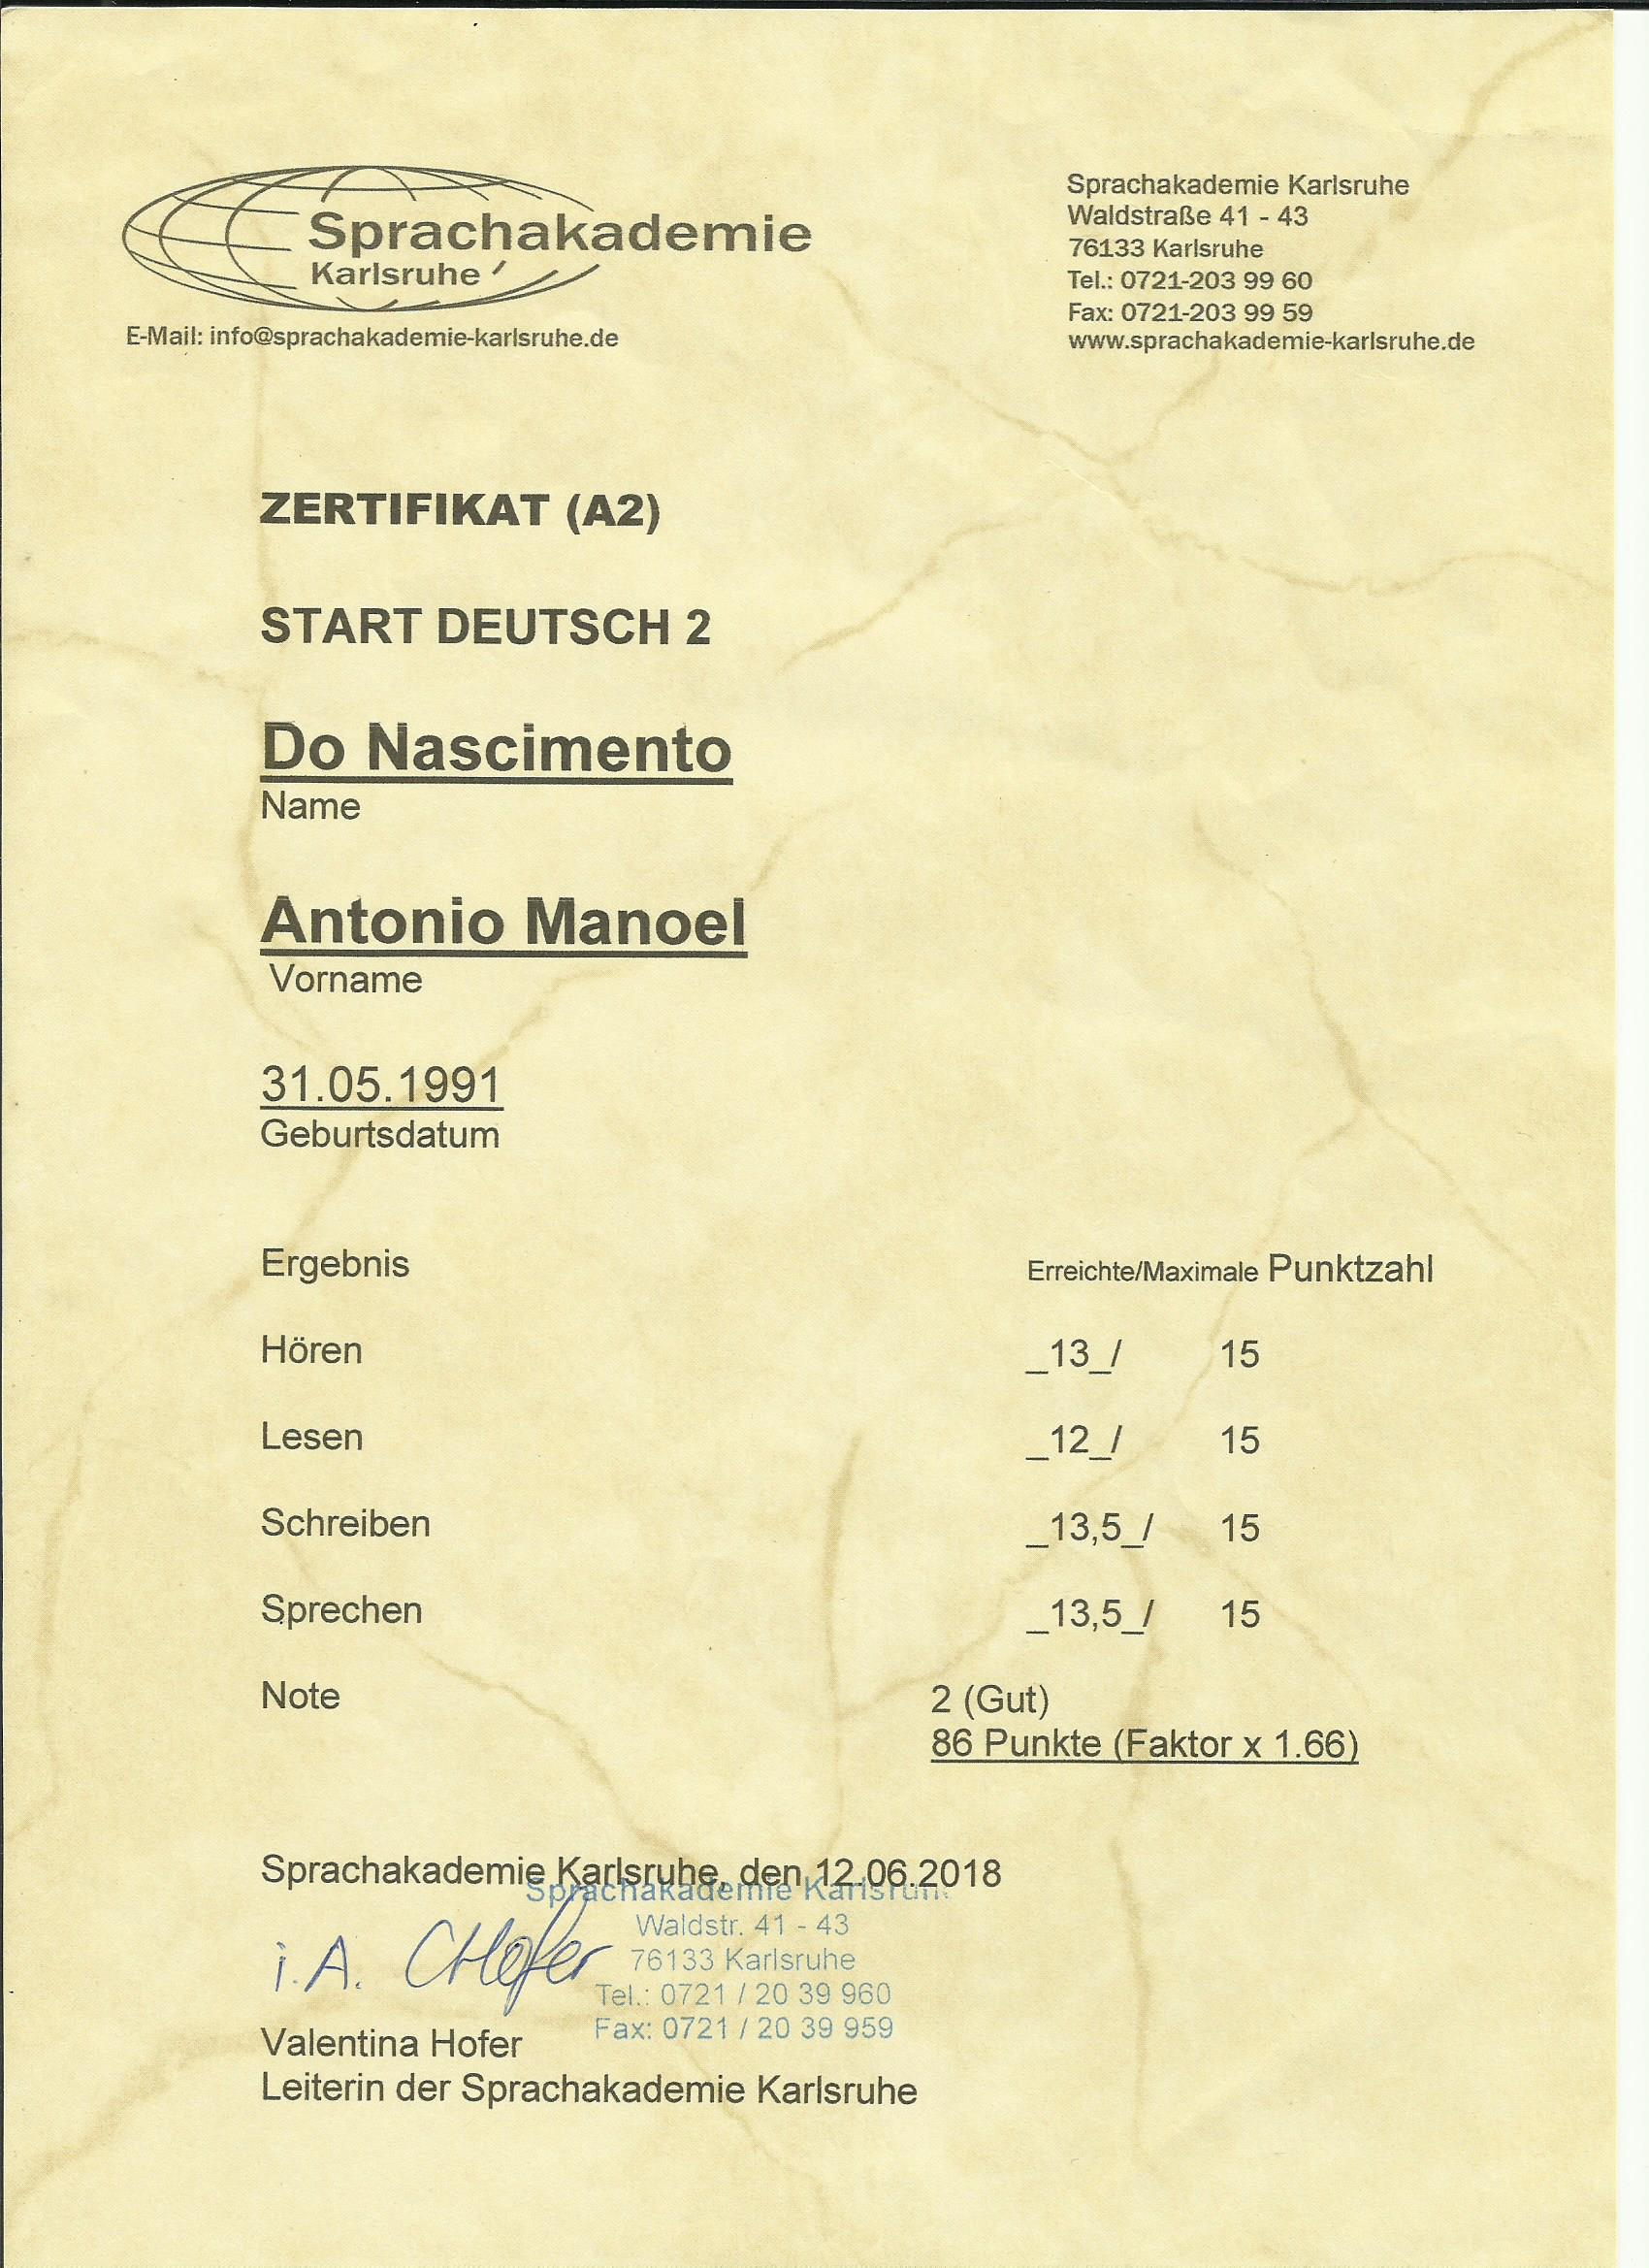 Sprachakademie
Karlsruhe
E-Mail: info@sprachakademie-karlsruhe.de
Sprachakademie Karlsruhe
Waldstraße 41 - 43
76133 Karlsruhe
Tel.: 0721-203 99 60
Fax: 0721-203 99 59
www.sprachakademie-karlsruhe.de
ZERTIFIKAT (A2)
START DEUTSCH 2
Do Nascimento
Name
Antonio Manoel
Vorname
31.05.1991
Geburtsdatum
Ergebnis Erreichte/Maximale Punktzahl
Hören _13_/ 15
Lesen _12_/ 15
Schreiben _13,5_/ 15
Sprechen _13,5_/ 15
Note 2 (Gut)
86 Punkte (Faktor x 1.66)
Sprachakademie Karlsruhe, den 12.06.2018
Sprachakademie Karlsruhe
Waldstr. 41 - 43
76133 Karlsruhe
Tel.: 0721 / 20 39 960
Fax: 0721 / 20 39 959
i.A. CHofer
Valentina Hofer
Leiterin der Sprachakademie Karlsruhe